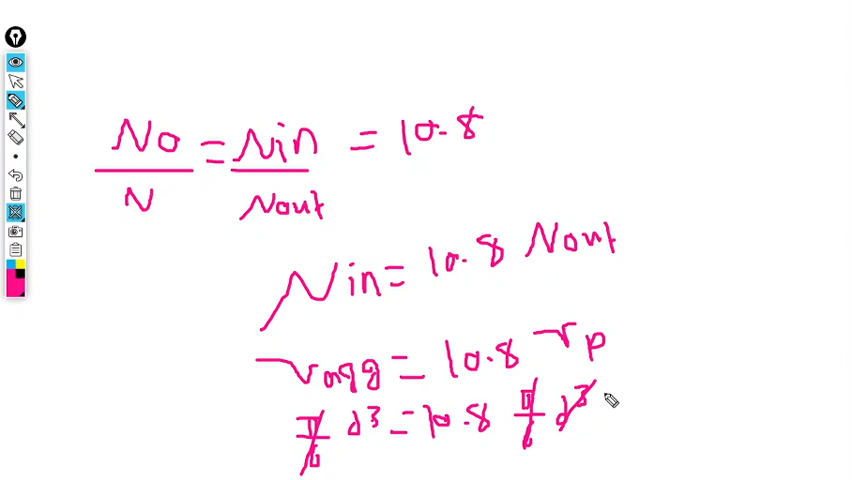 No = Nin = 10.8
N Nout
Nin = 10.8 Nout
Vagg = 10.8 Vp
π/6 d³ = 10.8 π/6 d³